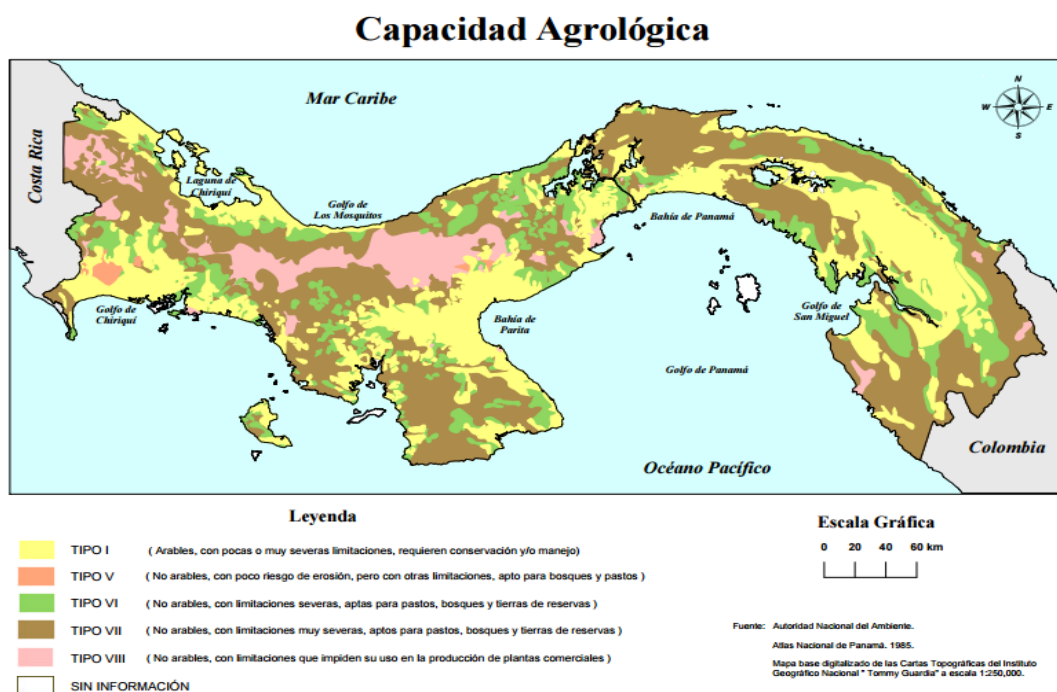 Capacidad Agrológica
Mar Caribe
N
W E
S
Costa Rica
Laguna de
Chiriquí
Golfo de
Los Mosquitos
Bahía de Panamá
Golfo de
Chiriquí
Bahía de
Parita
Golfo de
San Miguel
Golfo de Panamá
Océano Pacífico
Colombia
Leyenda
TIPO I ( Arables, con pocas o muy severas limitaciones, requieren conservación y/o manejo)
TIPO V ( No arables, con poco riesgo de erosión, pero con otras limitaciones, apto para bosques y pastos )
TIPO VI ( No arables, con limitaciones severas, aptas para pastos, bosques y tierras de reservas )
TIPO VII ( No arables, con limitaciones muy severas, aptos para pastos, bosques y tierras de reservas )
TIPO VIII ( No arables, con limitaciones que impiden su uso en la producción de plantas comerciales )
SIN INFORMACIÓN
Escala Gráfica
0 20 40 60 km
Fuente: Autoridad Nacional del Ambiente.
Atlas Nacional de Panamá. 1985.
Mapa base digitalizado de las Cartas Topográficas del Instituto
Geográfico Nacional " Tommy Guardia" a escala 1:250,000.